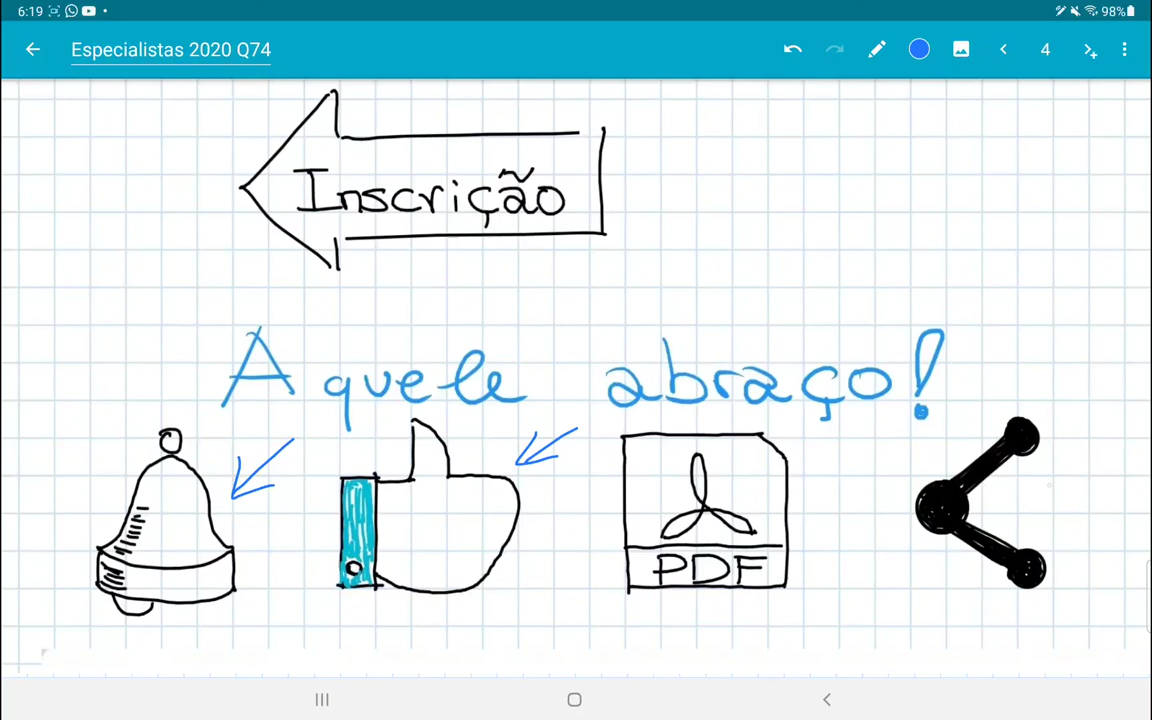 6:19 98%
Especialistas 2020 Q74 4
Inscrição
Aquele abraço!
PDF